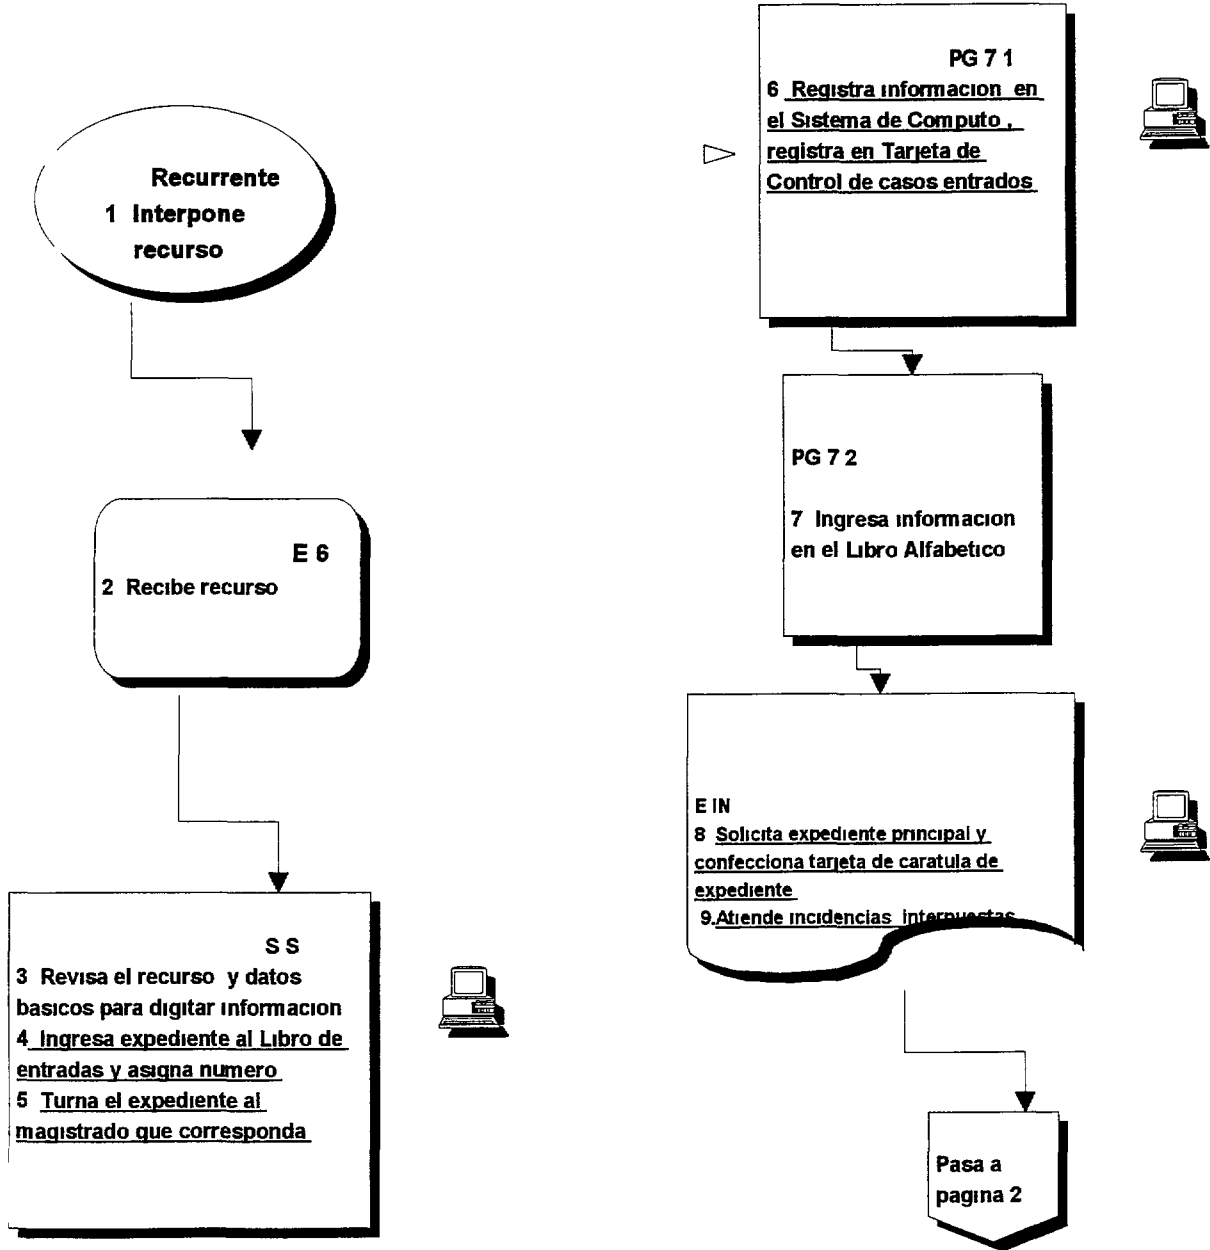 Recurrente
1 Interpone
recurso
E 6
2 Recibe recurso
S S
3 Revisa el recurso y datos
basicos para digitar informacion
4 Ingresa expediente al Libro de
entradas y asigna numero
5 Turna el expediente al
magistrado que corresponda
PG 7 1
6 Registra informacion en
el Sistema de Computo ,
registra en Tarjeta de
Control de casos entrados
PG 7 2
7 Ingresa informacion
en el Libro Alfabetico
E IN
8 Solicita expediente principal y
confecciona tarjeta de caratula de
expediente
9.Atiende incidencias interpuestas
Pasa a
pagina 2